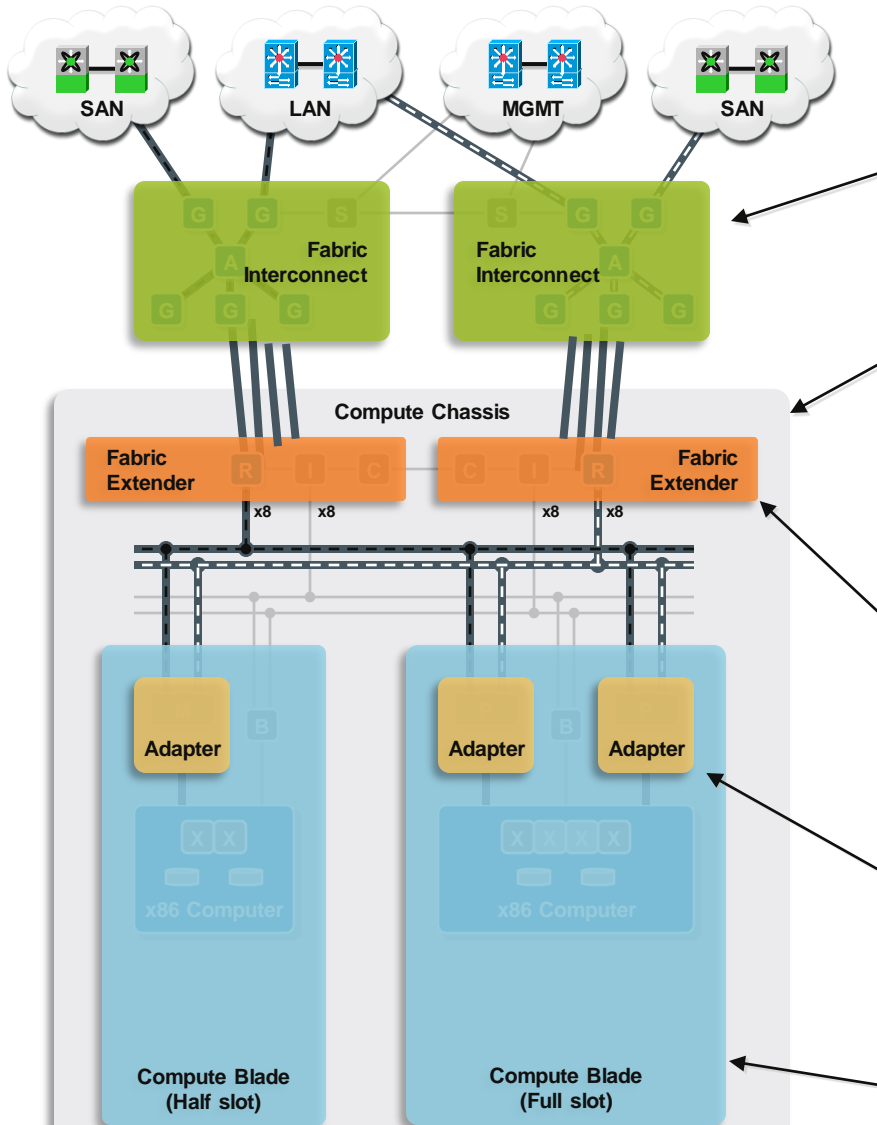 SAN
LAN
MGMT
SAN
G G S S G G
Fabric
Interconnect
Fabric
Interconnect
A A
G G G G G G
Compute Chassis
Fabric
Extender
R I C C I R
Fabric
Extender
x8 x8 x8 x8
B B
Adapter
Adapter
Adapter
X X
X X X X
x86 Computer
x86 Computer
Compute Blade
(Half slot)
Compute Blade
(Full slot)